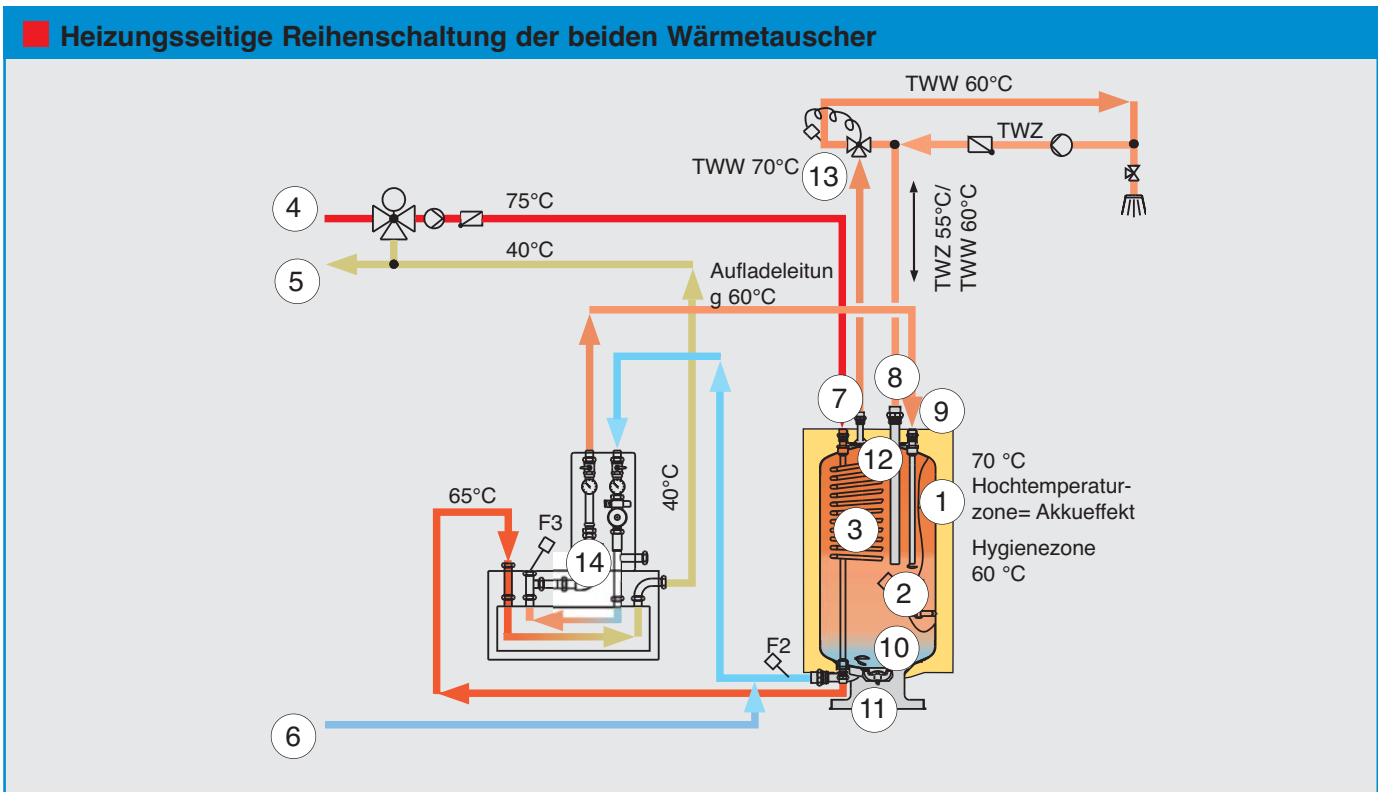 Heizungsseitige Reihenschaltung der beiden Wärmetauscher
TWW 60°C
TWZ
TWW 70°C
13
4
75°C
TWZ 55°C/
TWW 60°C
40°C
5
Aufladeleitun
g 60°C
8
7
9
12
70 °C
Hochtemperatur-
zone= Akkueffekt
1
65°C
40°C
F3
3
Hygienezone
60 °C
14
2
10
F2
11
6